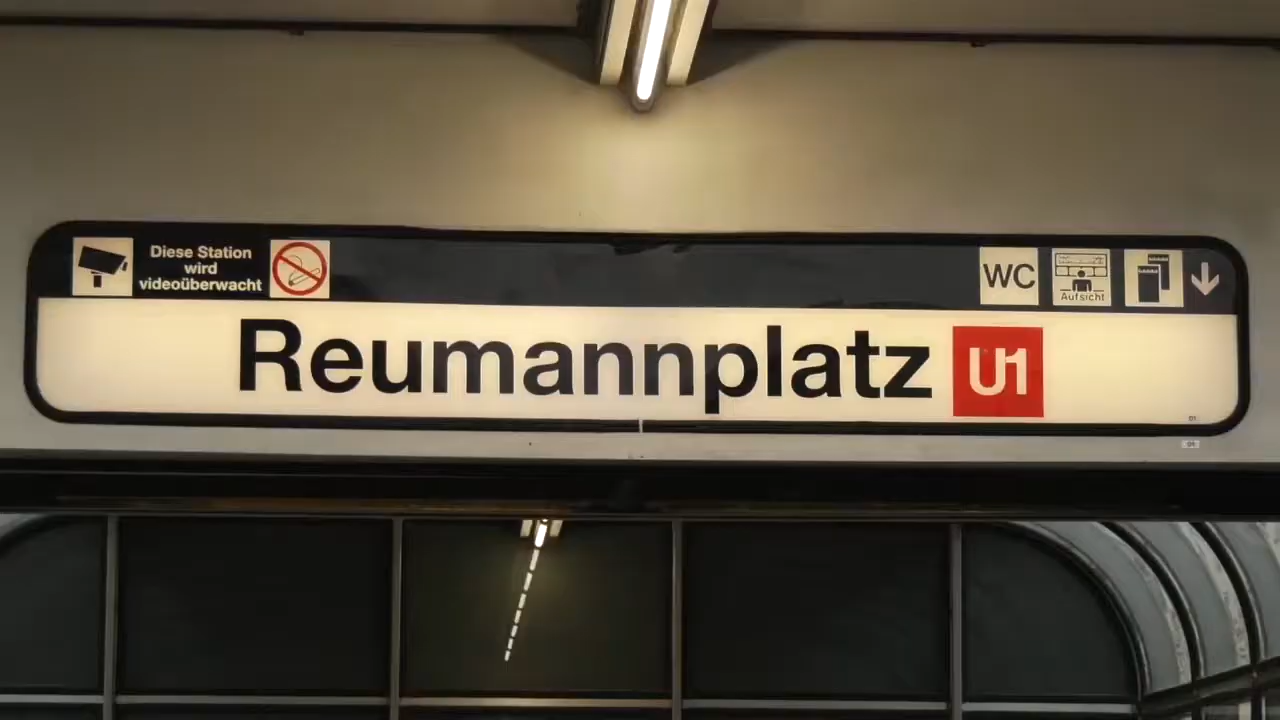 Diese Station
wird
videoüberwacht
WC
Aufsicht
Reumannplatz U1